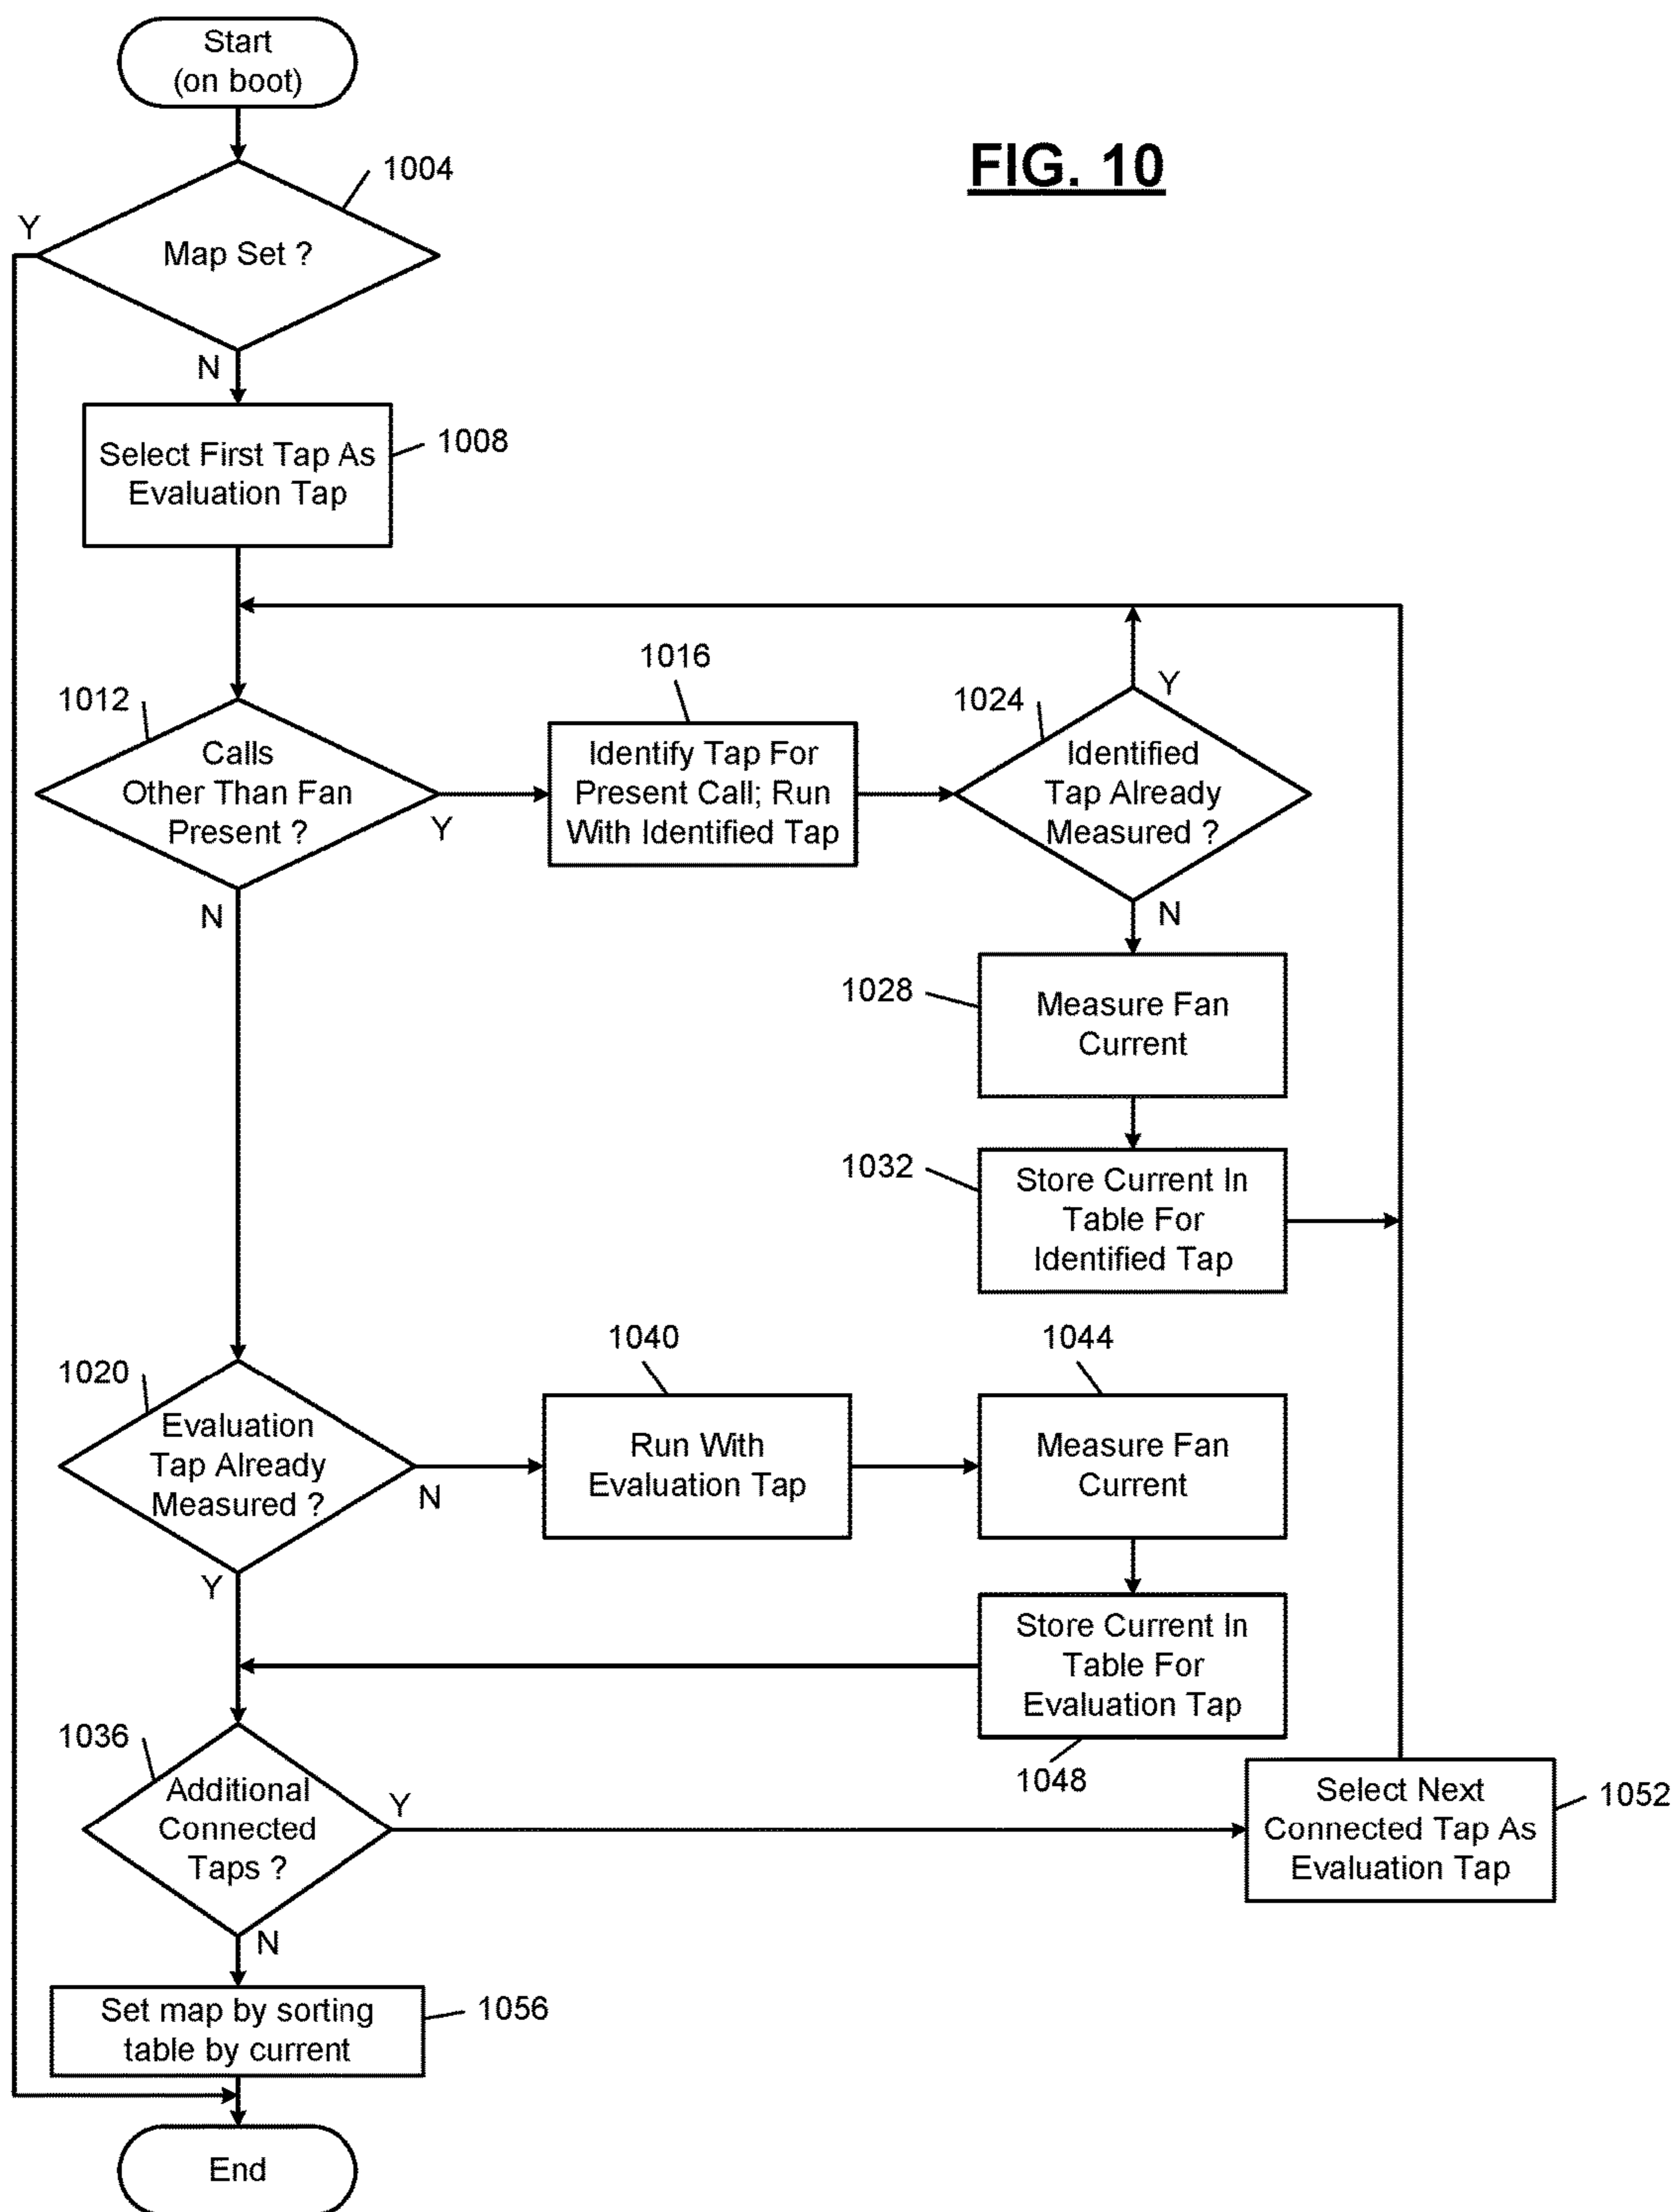 Start
(on boot)
FIG. 10
1004
Y
Map Set ?
N
1008
Select First Tap As
Evaluation Tap
1012
Calls
Other Than Fan
Present ?
Y
N
1016
Identify Tap For
Present Call; Run
With Identified Tap
1024
Y
Identified
Tap Already
Measured ?
N
1028
Measure Fan
Current
1032
Store Current In
Table For
Identified Tap
1020
Evaluation
Tap Already
Measured ?
N
Y
1040
Run With
Evaluation Tap
1044
Measure Fan
Current
Store Current In
Table For
Evaluation Tap
1048
1036
Additional
Connected
Taps ?
Y
N
Select Next
Connected Tap As
Evaluation Tap
1052
Set map by sorting
table by current
1056
End